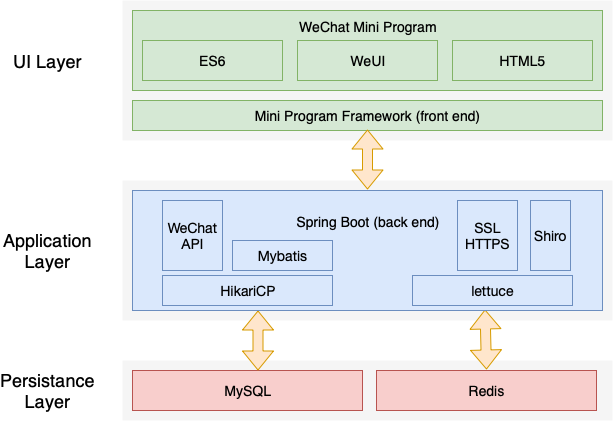 WeChat Mini Program
UI Layer
ES6
WeUI
HTML5
Mini Program Framework (front end)
Application
Layer
WeChat
API
Spring Boot (back end)
SSL
HTTPS
Shiro
Mybatis
HikariCP
lettuce
Persistance
Layer
MySQL
Redis